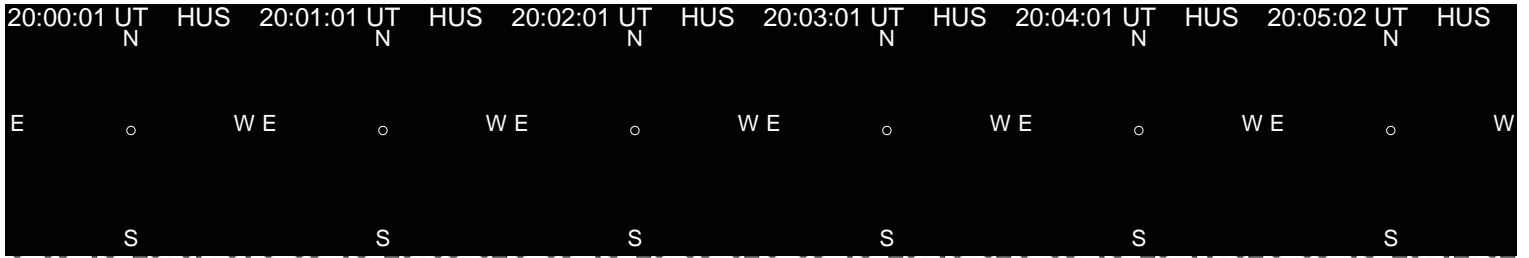 20:00:01 UT HUS 20:01:01 UT HUS 20:02:01 UT HUS 20:03:01 UT HUS 20:04:01 UT HUS 20:05:02 UT HUS
N N N N N N
E W E W E W E W E W E W
S S S S S S